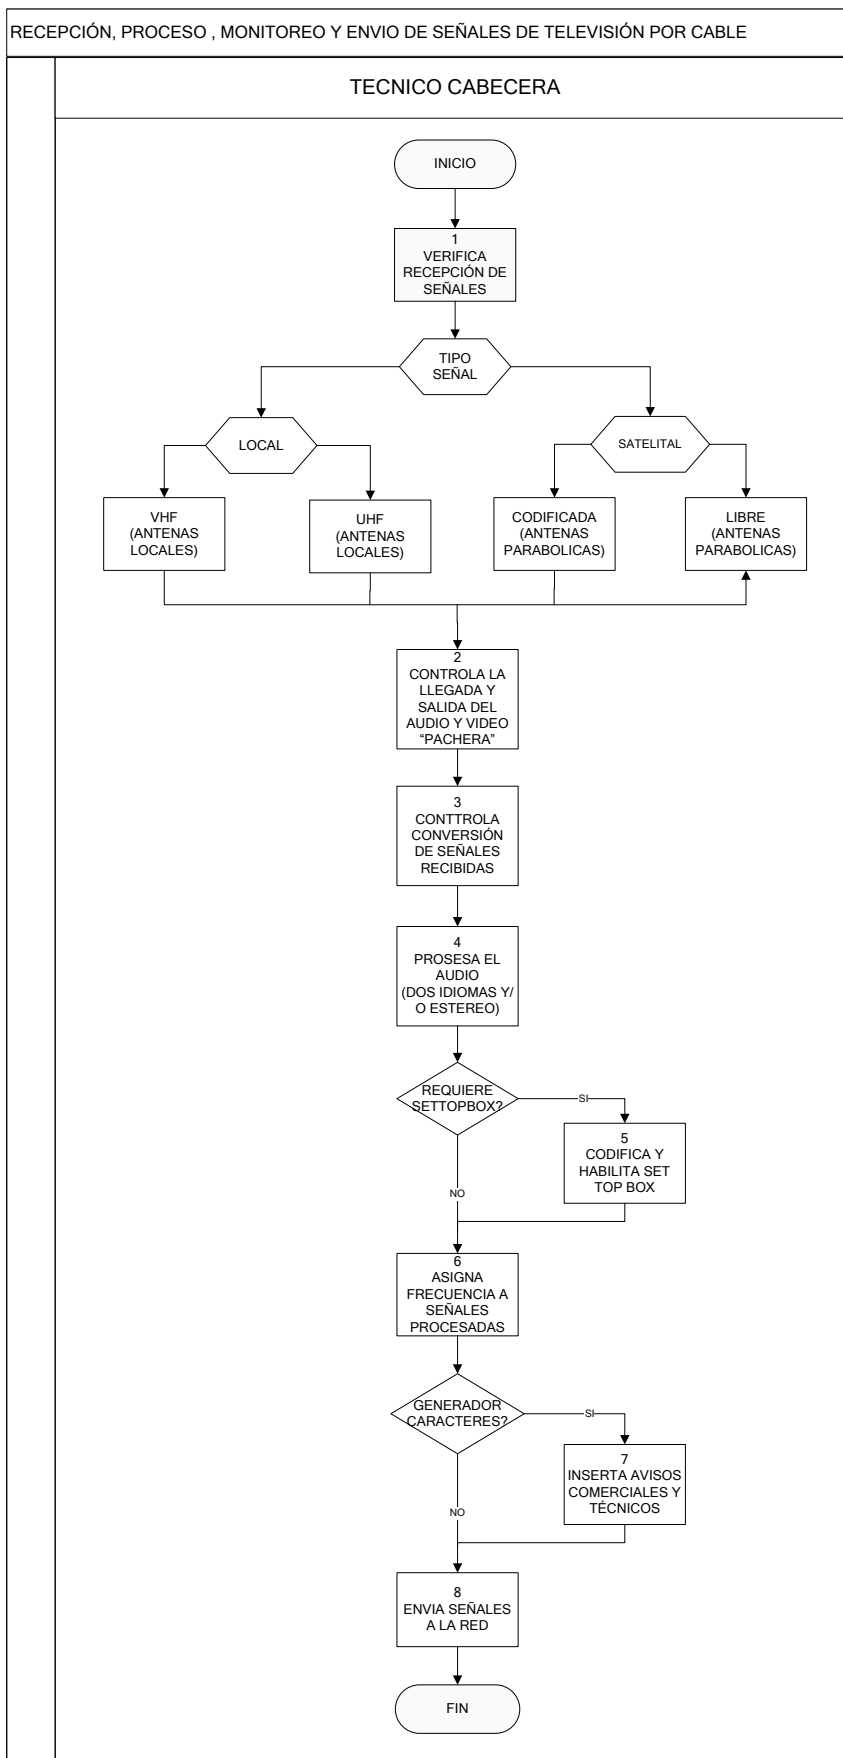 RECEPCIÓN, PROCESO , MONITOREO Y ENVIO DE SEÑALES DE TELEVISIÓN POR CABLE
TECNICO CABECERA
INICIO
1
VERIFICA
RECEPCIÓN DE
SEÑALES
TIPO
SEÑAL
LOCAL
SATELITAL
VHF
(ANTENAS
LOCALES)
UHF
(ANTENAS
LOCALES)
CODIFICADA
(ANTENAS
PARABOLICAS)
LIBRE
(ANTENAS
PARABOLICAS)
2
CONTROLA LA
LLEGADA Y
SALIDA DEL
AUDIO Y VIDEO
“PACHERA”
3
CONTTROLA
CONVERSIÓN
DE SEÑALES
RECIBIDAS
4
PROSESA EL
AUDIO
(DOS IDIOMAS Y/
O ESTEREO)
REQUIERE
SETTOPBOX?
SI
5
CODIFICA Y
HABILITA SET
TOP BOX
NO
6
ASIGNA
FRECUENCIA A
SEÑALES
PROCESADAS
GENERADOR
CARACTERES?
SI
7
INSERTA AVISOS
COMERCIALES Y
TÉCNICOS
NO
8
ENVIA SEÑALES
A LA RED
FIN